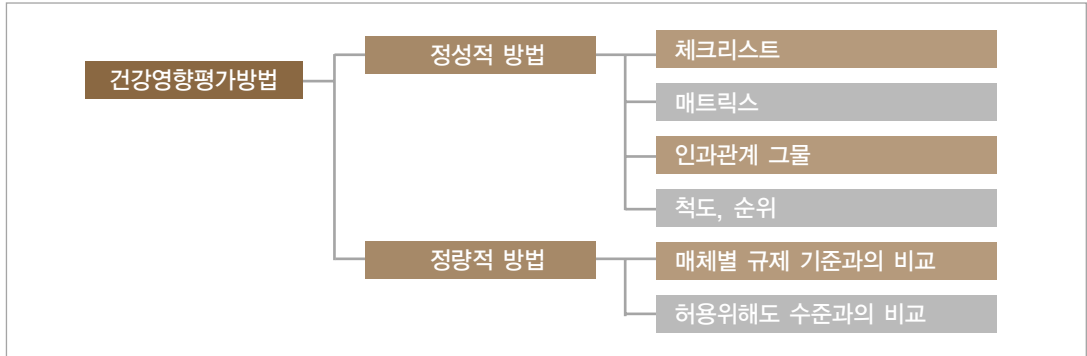 건강영향평가방법
정성적 방법
체크리스트
매트릭스
인과관계 그물
척도, 순위
정량적 방법
매체별 규제 기준과의 비교
허용위해도 수준과의 비교